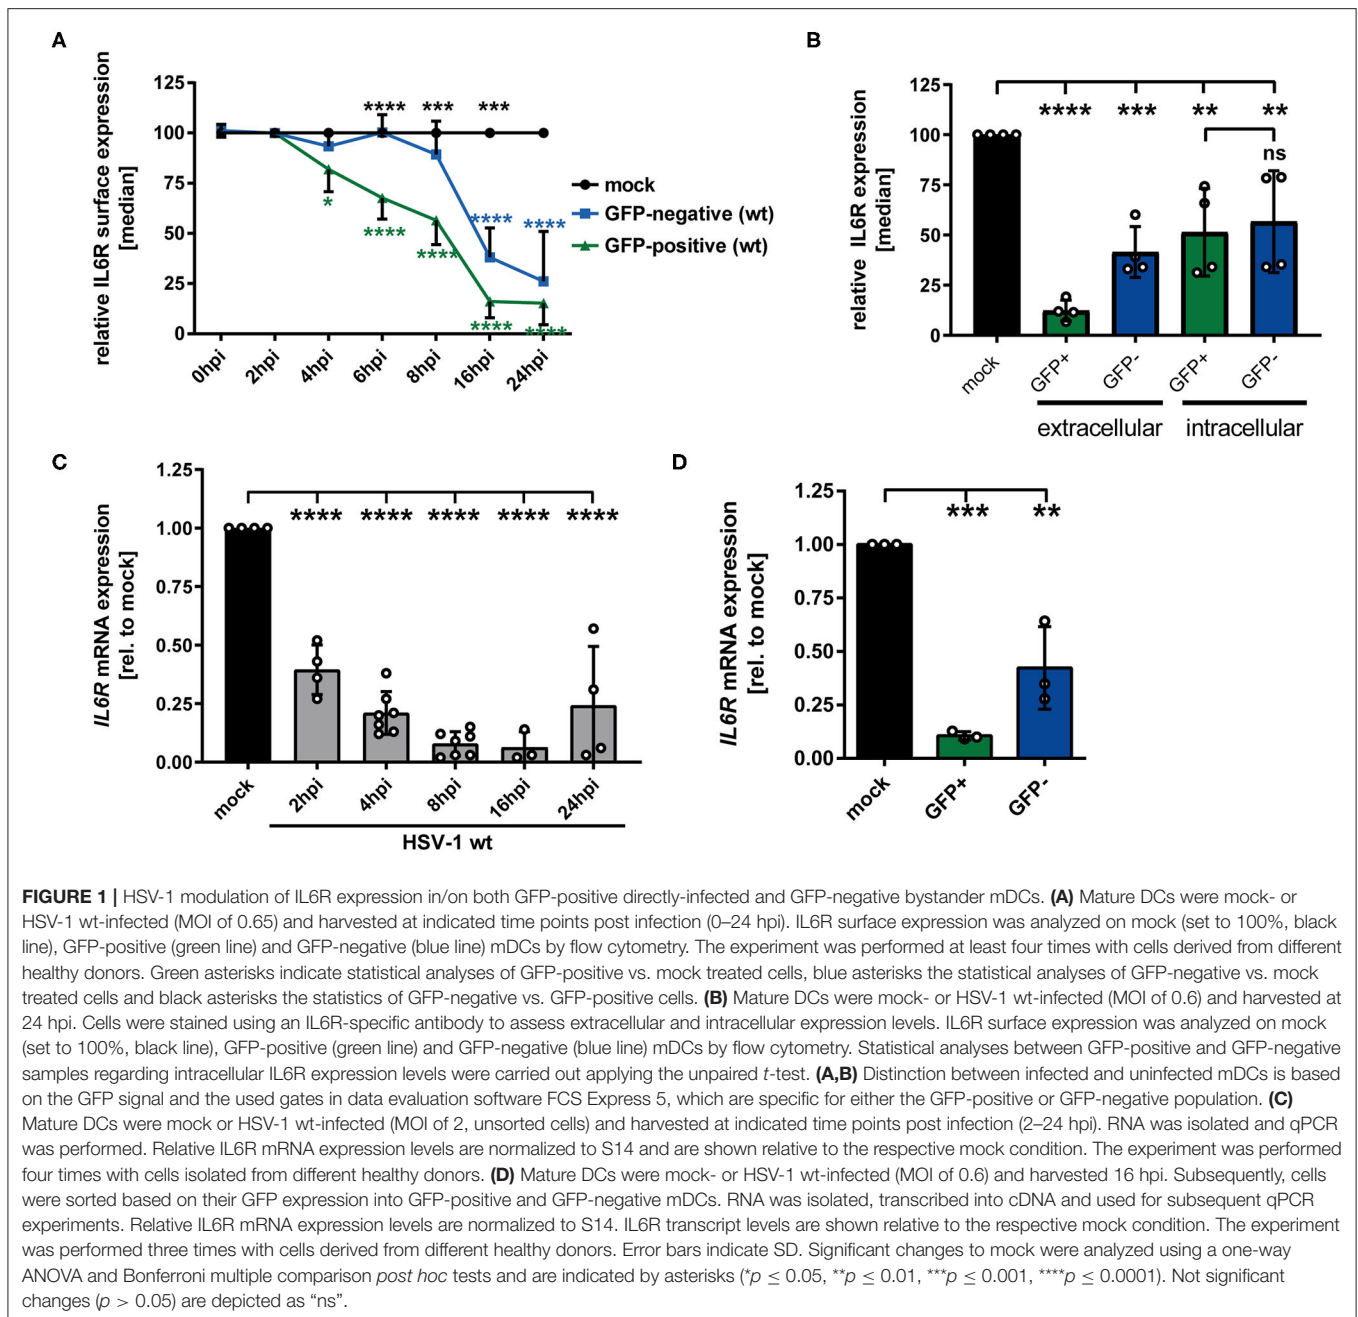 A
relative IL6R surface expression
[median]
125
100
75
50
25
0
**** *** ***
*
****
****
****
****
****
****
0hpi
2hpi
4hpi
6hpi
8hpi
16hpi
24hpi
mock
GFP-negative (wt)
GFP-positive (wt)
B
relative IL6R expression
[median]
125
100
75
50
25
0
**** *** ** **
ns
mock
GFP+
GFP-
GFP+
GFP-
extracellular intracellular
C
IL6R mRNA expression
[rel. to mock]
1.25
1.00
0.75
0.50
0.25
0.00
**** **** **** **** ****
mock
2hpi
4hpi
8hpi
16hpi
24hpi
HSV-1 wt
D
IL6R mRNA expression
[rel. to mock]
1.25
1.00
0.75
0.50
0.25
0.00
*** **
mock
GFP+
GFP-
FIGURE 1 | HSV-1 modulation of IL6R expression in/on both GFP-positive directly-infected and GFP-negative bystander mDCs. (A) Mature DCs were mock- or
HSV-1 wt-infected (MOI of 0.65) and harvested at indicated time points post infection (0–24 hpi). IL6R surface expression was analyzed on mock (set to 100%, black
line), GFP-positive (green line) and GFP-negative (blue line) mDCs by flow cytometry. The experiment was performed at least four times with cells derived from different
healthy donors. Green asterisks indicate statistical analyses of GFP-positive vs. mock treated cells, blue asterisks the statistical analyses of GFP-negative vs. mock
treated cells and black asterisks the statistics of GFP-negative vs. GFP-positive cells. (B) Mature DCs were mock- or HSV-1 wt-infected (MOI of 0.6) and harvested at
24 hpi. Cells were stained using an IL6R-specific antibody to assess extracellular and intracellular expression levels. IL6R surface expression was analyzed on mock
(set to 100%, black line), GFP-positive (green line) and GFP-negative (blue line) mDCs by flow cytometry. Statistical analyses between GFP-positive and GFP-negative
samples regarding intracellular IL6R expression levels were carried out applying the unpaired t-test. (A,B) Distinction between infected and uninfected mDCs is based
on the GFP signal and the used gates in data evaluation software FCS Express 5, which are specific for either the GFP-positive or GFP-negative population. (C)
Mature DCs were mock or HSV-1 wt-infected (MOI of 2, unsorted cells) and harvested at indicated time points post infection (2–24 hpi). RNA was isolated and qPCR
was performed. Relative IL6R mRNA expression levels are normalized to S14 and are shown relative to the respective mock condition. The experiment was performed
four times with cells isolated from different healthy donors. (D) Mature DCs were mock- or HSV-1 wt-infected (MOI of 0.6) and harvested 16 hpi. Subsequently, cells
were sorted based on their GFP expression into GFP-positive and GFP-negative mDCs. RNA was isolated, transcribed into cDNA and used for subsequent qPCR
experiments. Relative IL6R mRNA expression levels are normalized to S14. IL6R transcript levels are shown relative to the respective mock condition. The experiment
was performed three times with cells derived from different healthy donors. Error bars indicate SD. Significant changes to mock were analyzed using a one-way
ANOVA and Bonferroni multiple comparison post hoc tests and are indicated by asterisks (*p ≤ 0.05, **p ≤ 0.01, ***p ≤ 0.001, ****p ≤ 0.0001). Not significant
changes (p > 0.05) are depicted as “ns”.